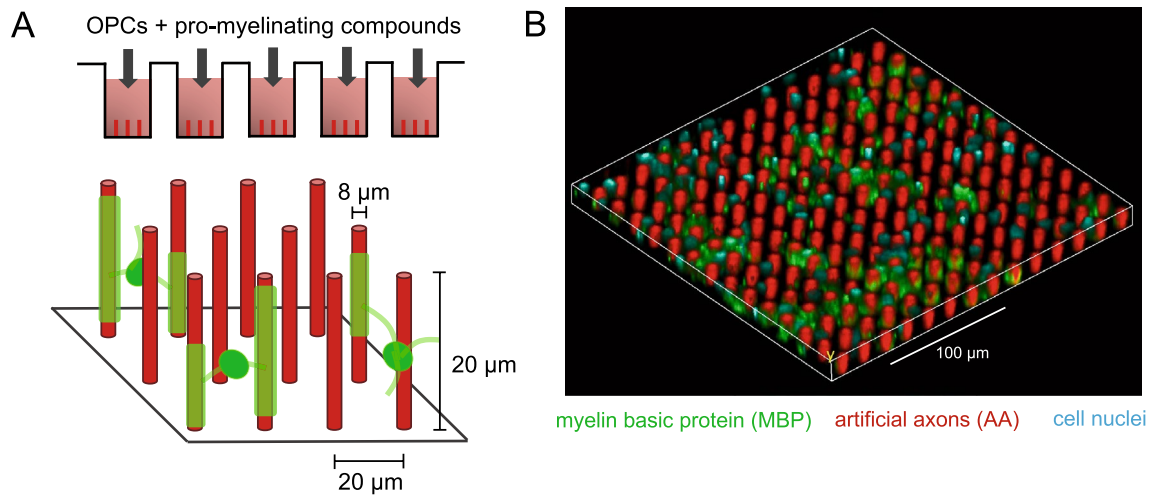 A
OPCs + pro-myelinating compounds
8 µm
20 µm
20 µm
B
y
100 µm
myelin basic protein (MBP) artificial axons (AA) cell nuclei